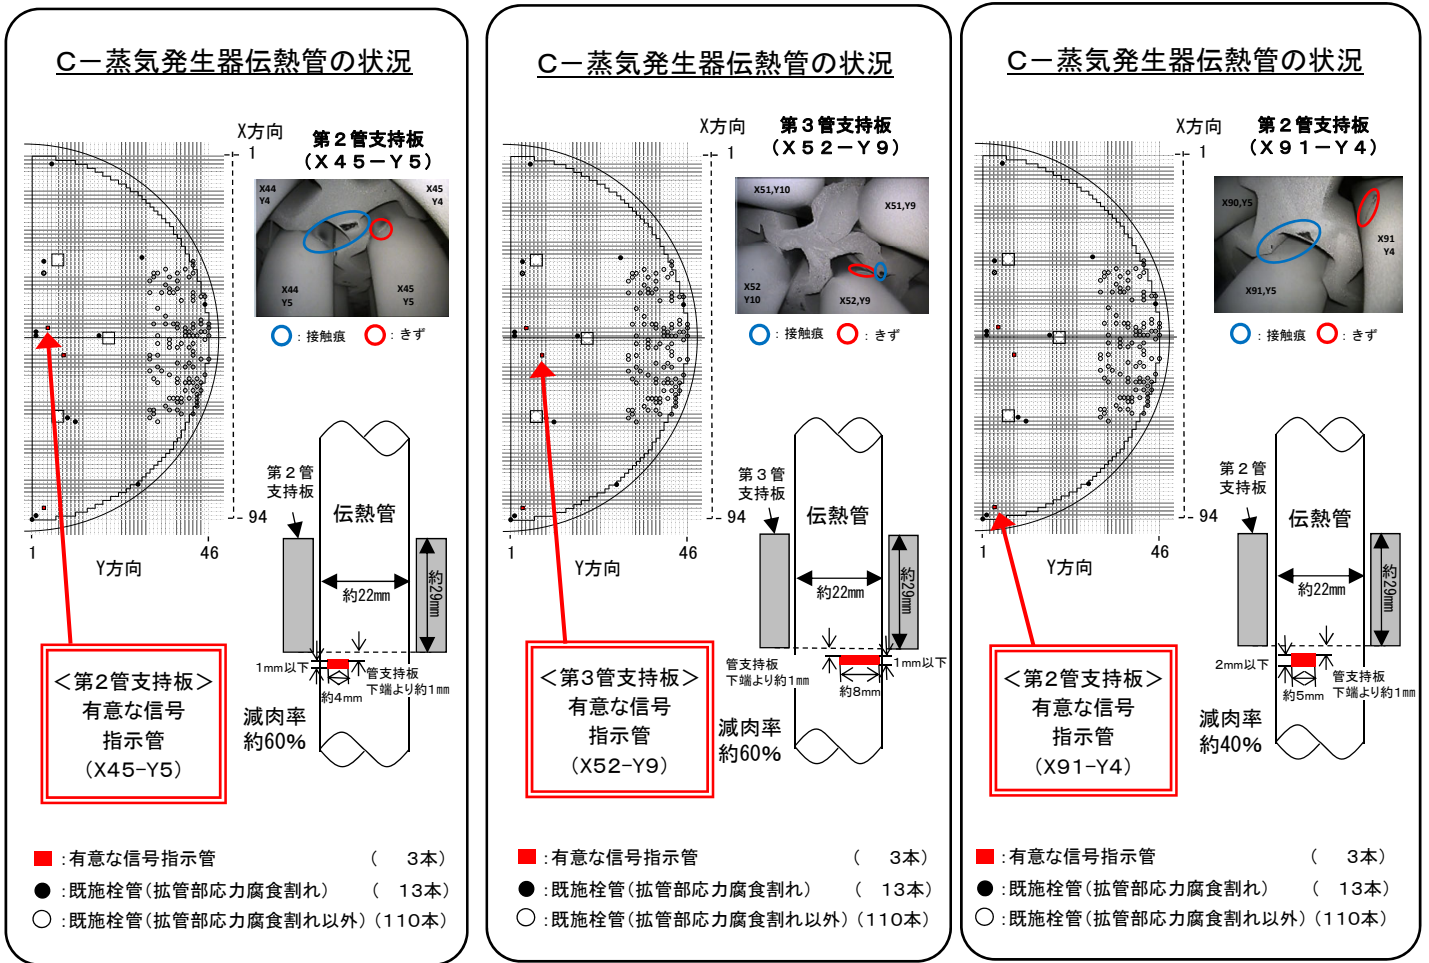 C－蒸気発生器伝熱管の状況
X方向
1
94
1
46
Y方向
第２管支持板
（Ｘ４５－Ｙ５）
X44
Y4
X45
Y4
X44
Y5
X45
Y5
：接触痕
：きず
第２管
支持板
伝熱管
約22mm
約29mm
1mm以下
約4mm
管支持板
下端より約1mm
減肉率
約60%
＜第2管支持板＞
有意な信号
指示管
（X45-Y5）
：有意な信号指示管 （ 3本）
：既施栓管（拡管部応力腐食割れ） （ 13本）
：既施栓管（拡管部応力腐食割れ以外）（110本）
C－蒸気発生器伝熱管の状況
X方向
1
94
1
46
Y方向
第３管支持板
（Ｘ５２－Ｙ９）
X51,Y10
X51,Y9
X52
Y10
X52,Y9
：接触痕
：きず
第３管
支持板
伝熱管
約22mm
約29mm
管支持板
下端より約1mm
1mm以下
約8mm
減肉率
約60%
＜第3管支持板＞
有意な信号
指示管
（X52-Y9）
：有意な信号指示管 （ 3本）
：既施栓管（拡管部応力腐食割れ） （ 13本）
：既施栓管（拡管部応力腐食割れ以外）（110本）
C－蒸気発生器伝熱管の状況
X方向
1
94
1
46
Y方向
第２管支持板
（Ｘ９１－Ｙ４）
X90,Y5
X91
Y4
X91,Y5
：接触痕
：きず
第２管
支持板
伝熱管
約22mm
約29mm
2mm以下
約5mm
管支持板
下端より約1mm
減肉率
約40%
＜第2管支持板＞
有意な信号
指示管
（X91-Y4）
：有意な信号指示管 （ 3本）
：既施栓管（拡管部応力腐食割れ） （ 13本）
：既施栓管（拡管部応力腐食割れ以外）（110本）